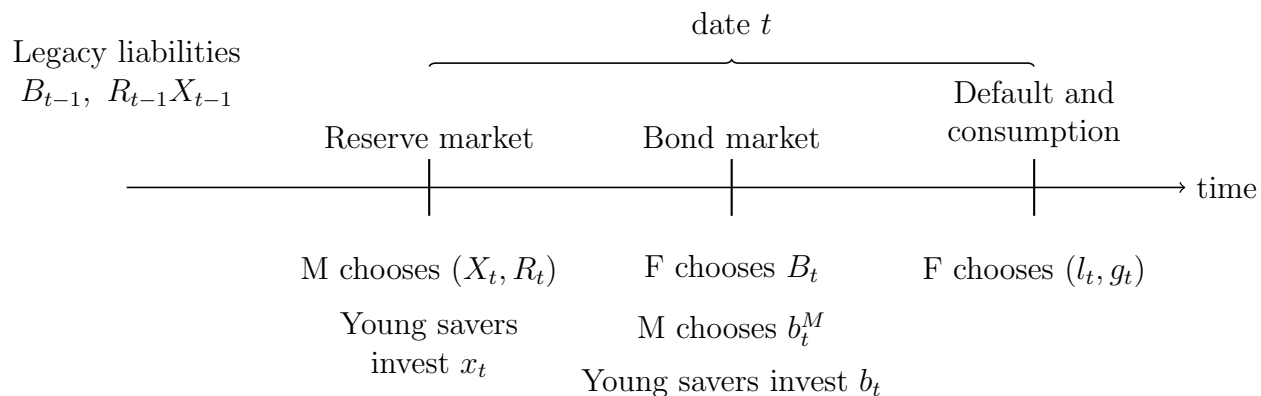 date t
Legacy liabilities
B_{t−1}, R_{t−1}X_{t−1}
Default and
consumption
Reserve market
Bond market
time
M chooses (X_t, R_t)
F chooses B_t
F chooses (l_t, g_t)
Young savers
invest x_t
M chooses b_t^M
Young savers invest b_t